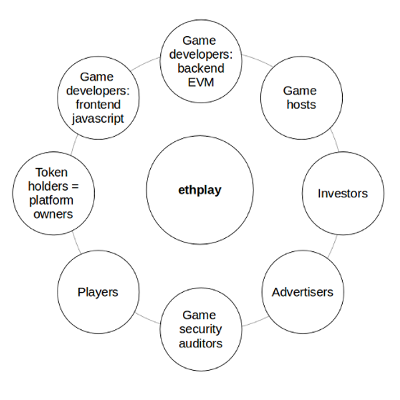 Game
developers:
backend
EVM
Game
hosts
Investors
Advertisers
Game
security
auditors
Players
Token
holders =
platform
owners
Game
developers:
frontend
javascript
ethplay